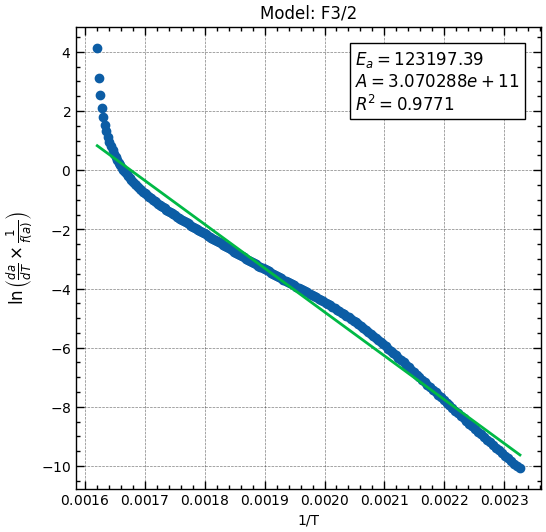 Model: F3/2
E_a = 123197.39
A = 3.070288e + 11
R^2 = 0.9771
4
2
0
−2
−4
−6
−8
−10
ln (da/dT × 1/f(a))
0.0016 0.0017 0.0018 0.0019 0.0020 0.0021 0.0022 0.0023
1/T